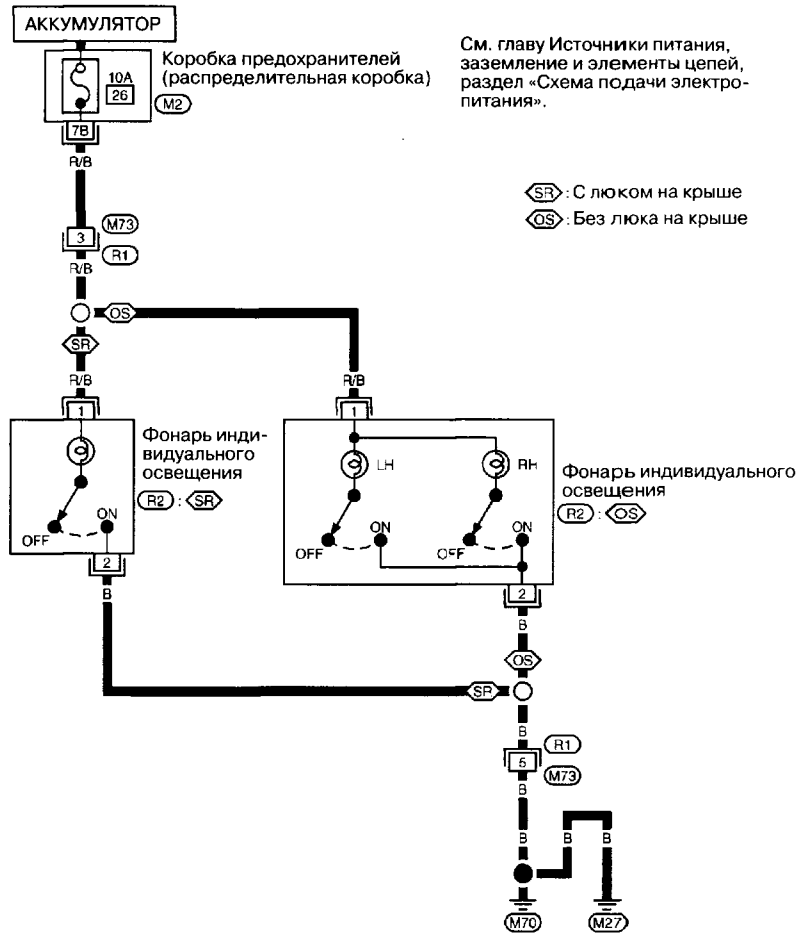 АККУМУЛЯТОР
Коробка предохранителей
(распределительная коробка)
10A
26
M2
7B
R/B
См. главу Источники питания,
заземление и элементы цепей,
раздел «Схема подачи электро-
питания».
SR : С люком на крыше
OS : Без люка на крыше
M73
3
R1
R/B
OS
SR
R/B
R/B
1
1
Фонарь инди-
видуального
освещения
R2 : SR
ON
OFF
2
B
LH
RH
ON
OFF
ON
OFF
2
B
Фонарь индивидуального
освещения
R2 : OS
OS
SR
B
R1
5
M73
B
B
B
B
M70
M27